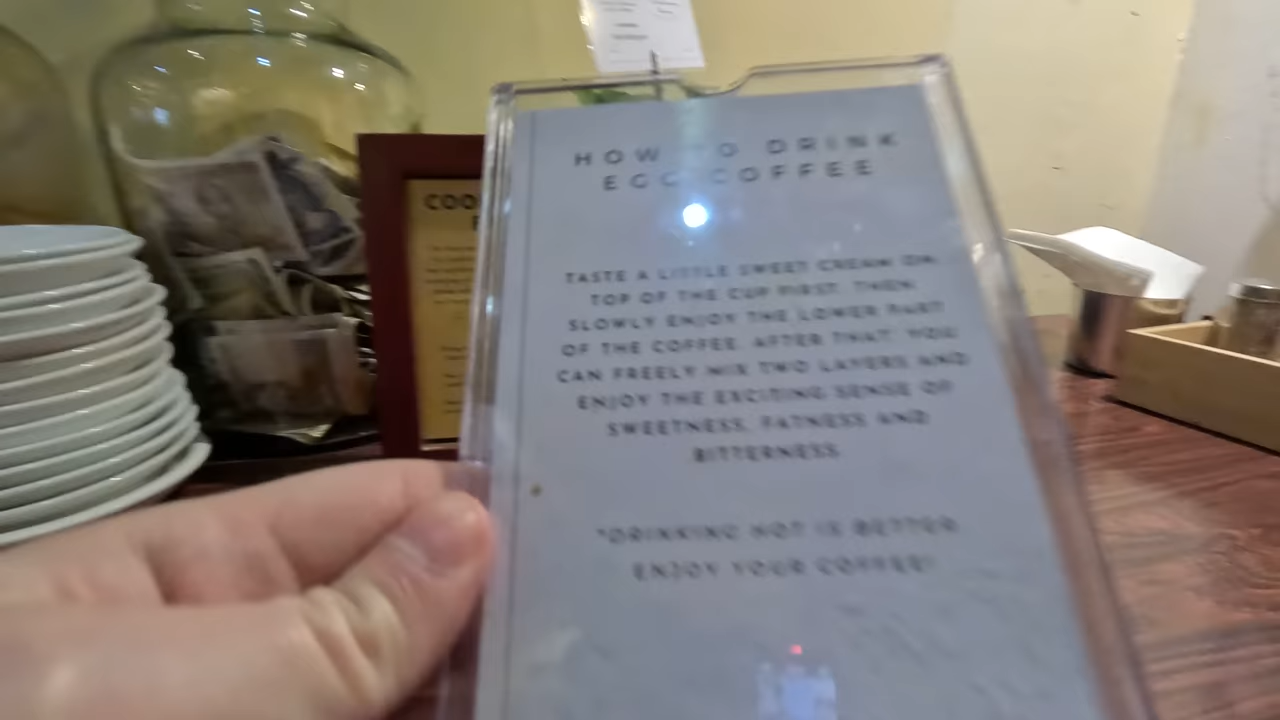 HOW TO DRINK
EGG COFFEE
TASTE A LITTLE SWEET CREAM ON
TOP OF THE CUP FIRST. THEN
SLOWLY ENJOY THE LOWER PART
OF THE COFFEE. AFTER THAT, YOU
CAN FREELY MIX TWO LAYERS AND
ENJOY THE EXCITING SENSE OF
SWEETNESS, FATNESS AND
BITTERNESS.
*DRINKING HOT IS BETTER.
ENJOY YOUR COFFEE!